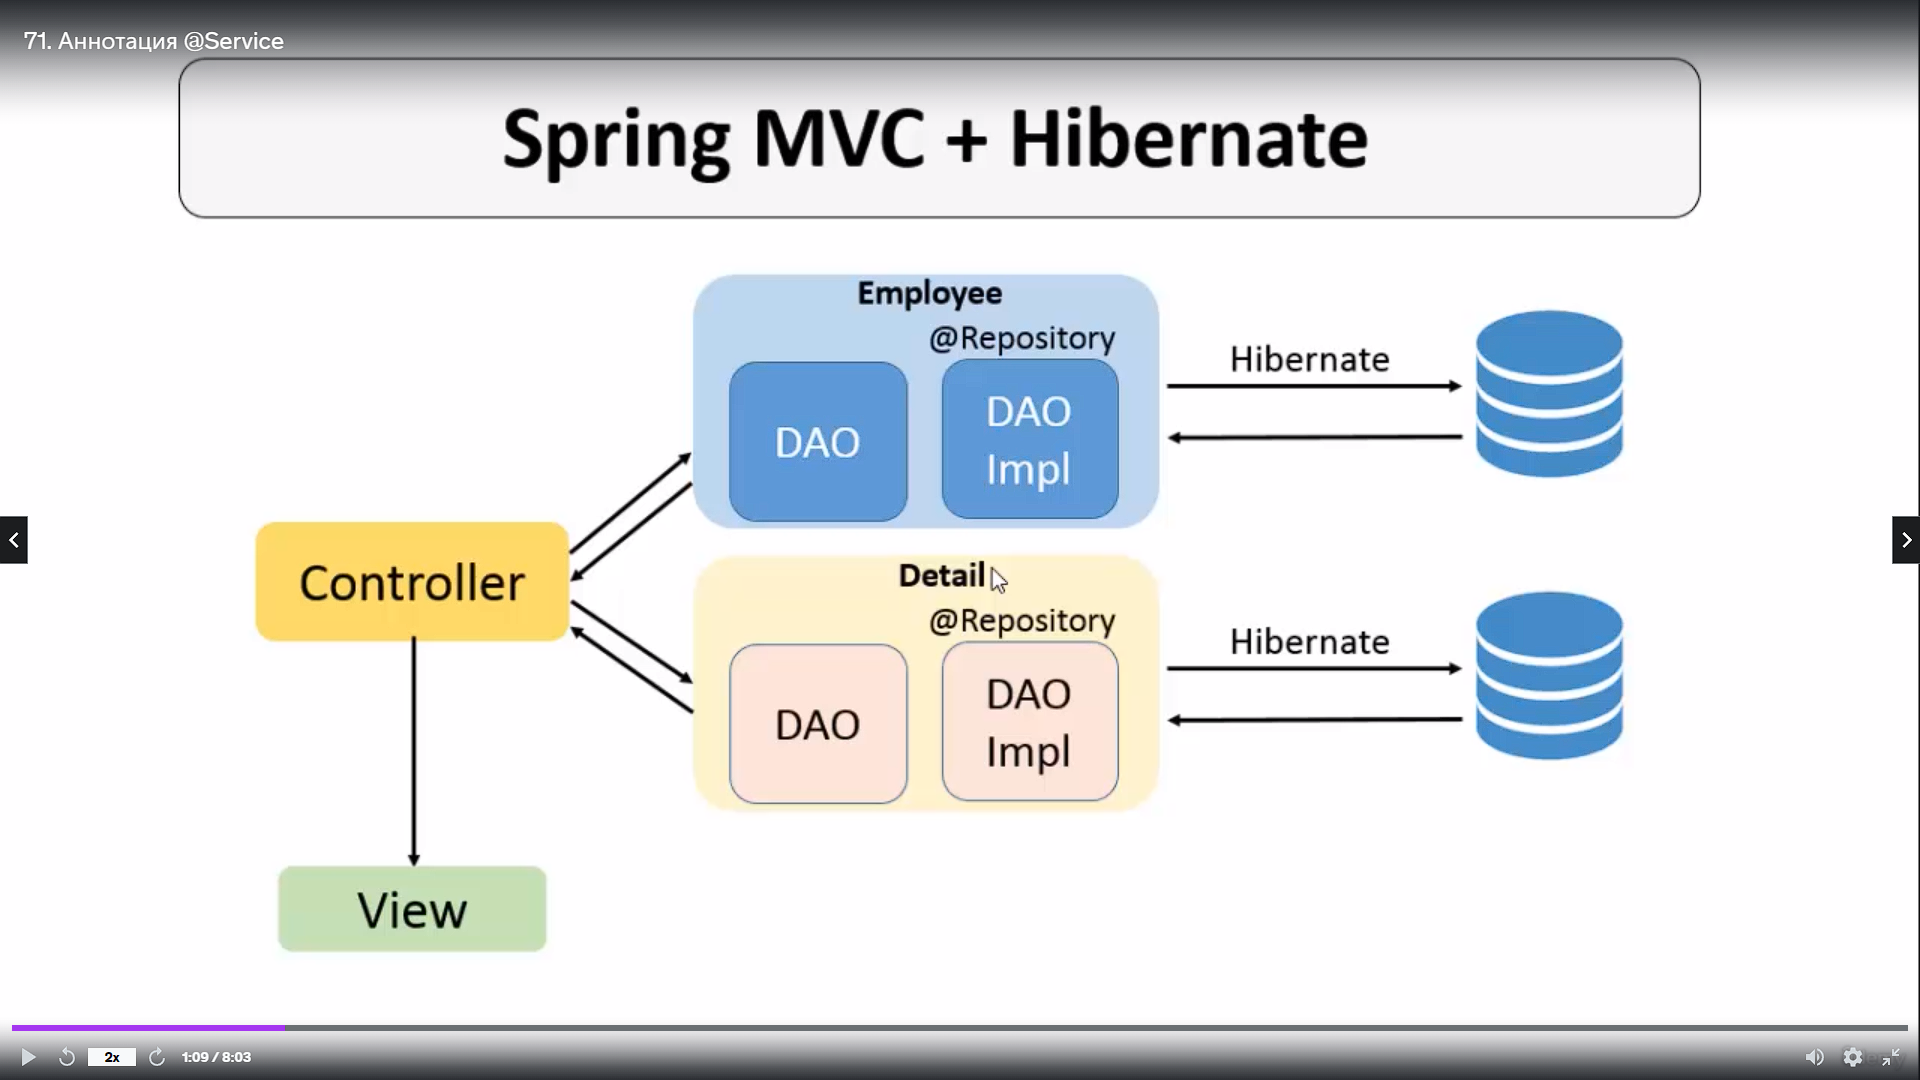 71. Аннотация @Service
Spring MVC + Hibernate
Employee
@Repository
DAO
DAO
Impl
Hibernate
Controller
Detail
@Repository
DAO
DAO
Impl
Hibernate
View
2x
1:09 / 8:03